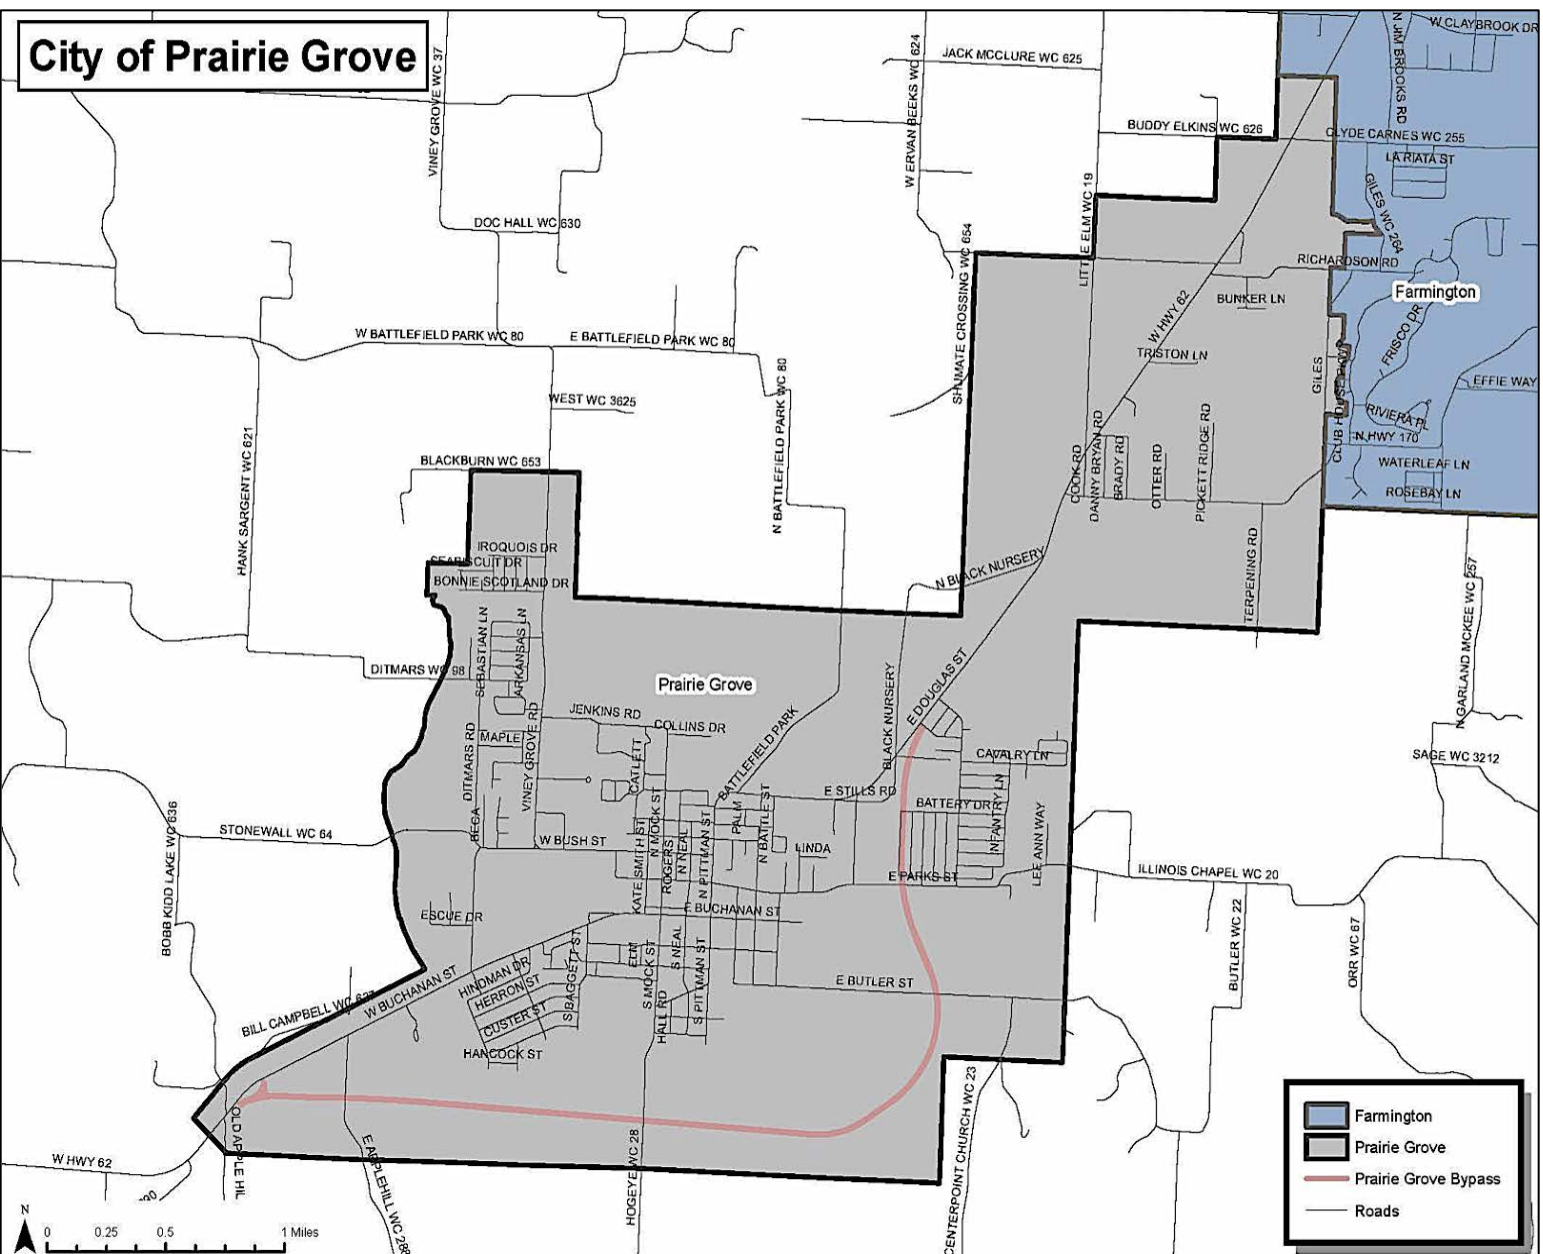 City of Prairie Grove
VINEY GROVE WC 37
W ERVAN BEEKS WC 624
JACK MCCLURE WC 625
BUDDY ELKINS WC 626
N JIM BROOKS RD
W CLAYBROOK DR
CLYDE CARNES WC 255
LA RIATA ST
GILES WC 264
DOC HALL WC 630
LITTLE ELM WC 19
SHUMATE CROSSING WC 654
RICHARDSON RD
Farmington
BUNKER LN
W HWY 62
FRISCO DR
W BATTLEFIELD PARK WC 80
E BATTLEFIELD PARK WC 80
TRISTON LN
GILES
EFFIE WAY
WEST WC 3625
N BATTLEFIELD PARK WC 80
RIVIERA PL
N HWY 170
HANK SARGENT WC 621
BLACKBURN WC 653
COOK RD
DANNY BRYAN RD
BRADY RD
OTTER RD
PICKETT RIDGE RD
WATERLEAF LN
ROSEBAY LN
IROQUOIS DR
SEABISCUIT DR
BONNIE SCOTLAND DR
N BLACK NURSERY
TERPENING RD
N GARLAND MCKEE WC 257
SEBASTIAN LN
ARKANSAS LN
DITMARS WC 98
Prairie Grove
E DOUGLAS ST
BLACK NURSERY
JENKINS RD
COLLINS DR
BATTLEFIELD PARK
DITMARS RD
MAPLE
VINEY GROVE RD
CATLETT
CAVALRY LN
SAGE WC 3212
E STILLS RD
BATTERY DR
INFANTRY LN
LEE ANN WAY
BOBB KIDD LAKE WC 636
STONEWALL WC 64
BECA
W BUSH ST
KATE SMITH ST
N MOCK ST
ROGERS
N NEAL
N PITTMAN ST
PALM
N BATTLE ST
LINDA
E PARKS ST
ILLINOIS CHAPEL WC 20
ESCUE DR
E BUCHANAN ST
BUTLER WC 22
ORR WC 67
BILL CAMPBELL WC
W BUCHANAN ST
HINDMAN DR
HERRON ST
CUSTER ST
HANCOCK ST
S BAGGETT ST
ELM
S MOCK ST
S NEAL
HALL RD
S PITTMAN ST
E BUTLER ST
CENTERPOINT CHURCH WC 23
W HWY 62
OLD APPLE HIL
E APPLEHILL WC 288
HOGEYE WC 28
Farmington
Prairie Grove
Prairie Grove Bypass
Roads
N
0 0.25 0.5 1 Miles